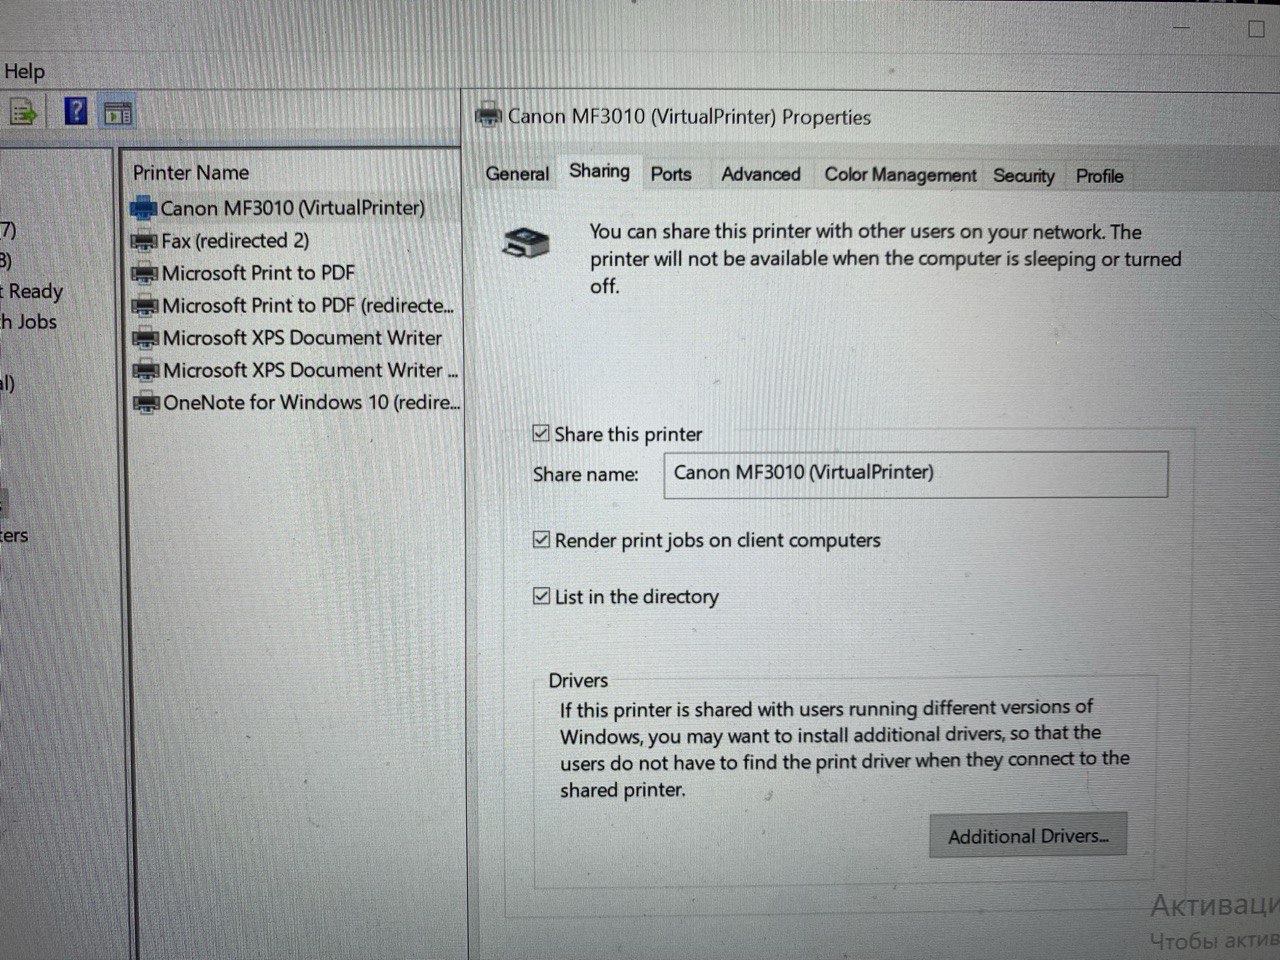 Help
Canon MF3010 (VirtualPrinter) Properties
Printer Name
Canon MF3010 (VirtualPrinter)
Fax (redirected 2)
Microsoft Print to PDF
Microsoft Print to PDF (redirecte...
Microsoft XPS Document Writer
Microsoft XPS Document Writer ...
OneNote for Windows 10 (redire...
7)
8)
t Ready
h Jobs
al)
ters
General Sharing Ports Advanced Color Management Security Profile
You can share this printer with other users on your network. The
printer will not be available when the computer is sleeping or turned
off.
Share this printer
Share name: Canon MF3010 (VirtualPrinter)
Render print jobs on client computers
List in the directory
Drivers
If this printer is shared with users running different versions of
Windows, you may want to install additional drivers, so that the
users do not have to find the print driver when they connect to the
shared printer.
Additional Drivers...
Активаци
Чтобы актив